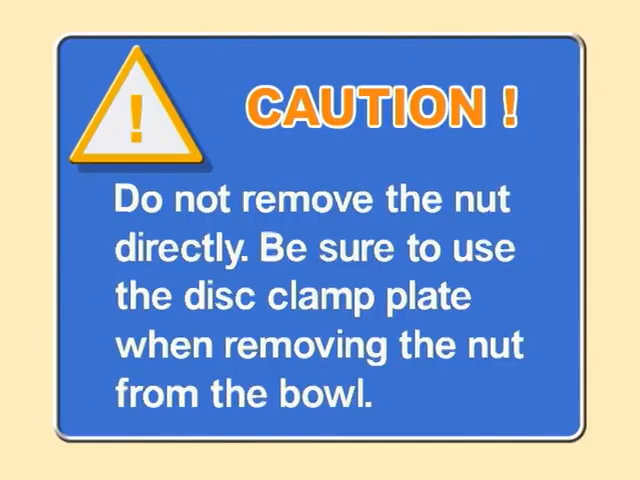 !
CAUTION !
Do not remove the nut
directly. Be sure to use
the disc clamp plate
when removing the nut
from the bowl.